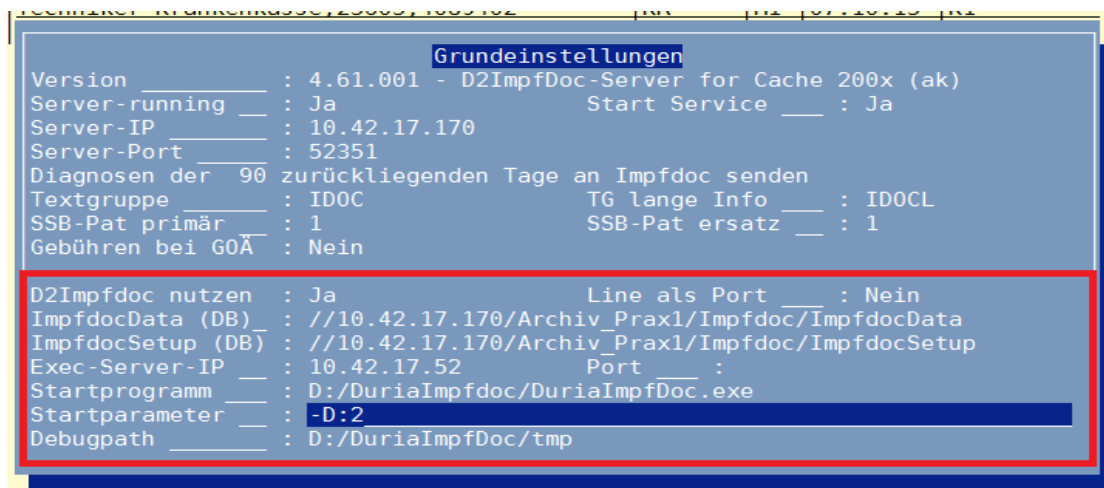 Grundeinstellungen
Version _________ : 4.61.001 - D2ImpfDoc-Server for Cache 200x (ak)
Server-running __ : Ja Start Service ___ : Ja
Server-IP _______ : 10.42.17.170
Server-Port _____ : 52351
Diagnosen der 90 zurückliegenden Tage an Impfdoc senden
Textgruppe ______ : IDOC TG lange Info ___ : IDOCL
SSB-Pat primär __ : 1 SSB-Pat ersatz __ : 1
Gebühren bei GOÄ : Nein
D2Impfdoc nutzen : Ja Line als Port ___ : Nein
ImpfdocData (DB)_ : //10.42.17.170/Archiv_Prax1/Impfdoc/ImpfdocData
ImpfdocSetup (DB) : //10.42.17.170/Archiv_Prax1/Impfdoc/ImpfdocSetup
Exec-Server-IP __ : 10.42.17.52 Port ___ :
Startprogramm ___ : D:/DuriaImpfdoc/DuriaImpfDoc.exe
Startparameter __ : -D:2
Debugpath _______ : D:/DuriaImpfDoc/tmp